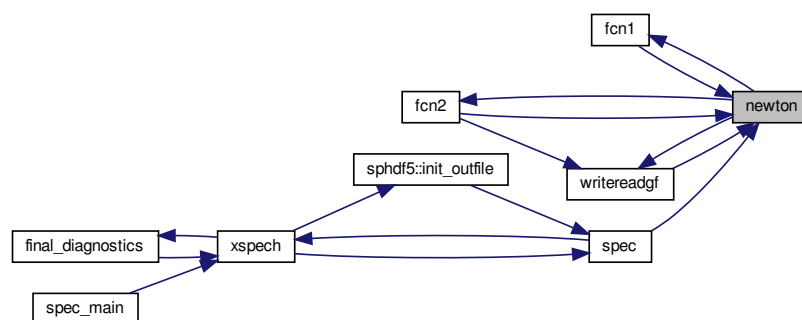 fcn1
newton
fcn2
sphdf5::init_outfile
writereadgf
final_diagnostics
xspech
spec
spec_main